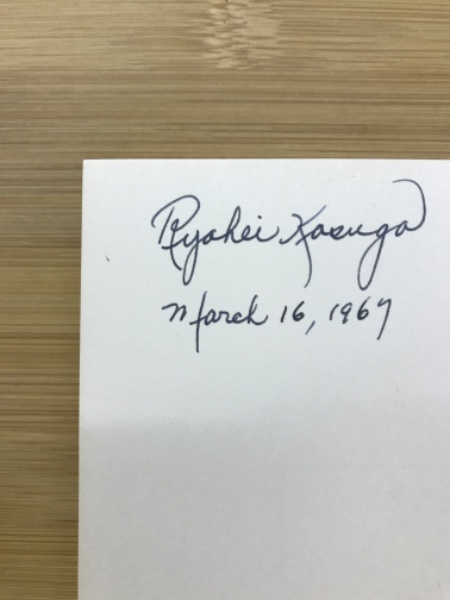 Ryohei Kasuga
March 16, 1967